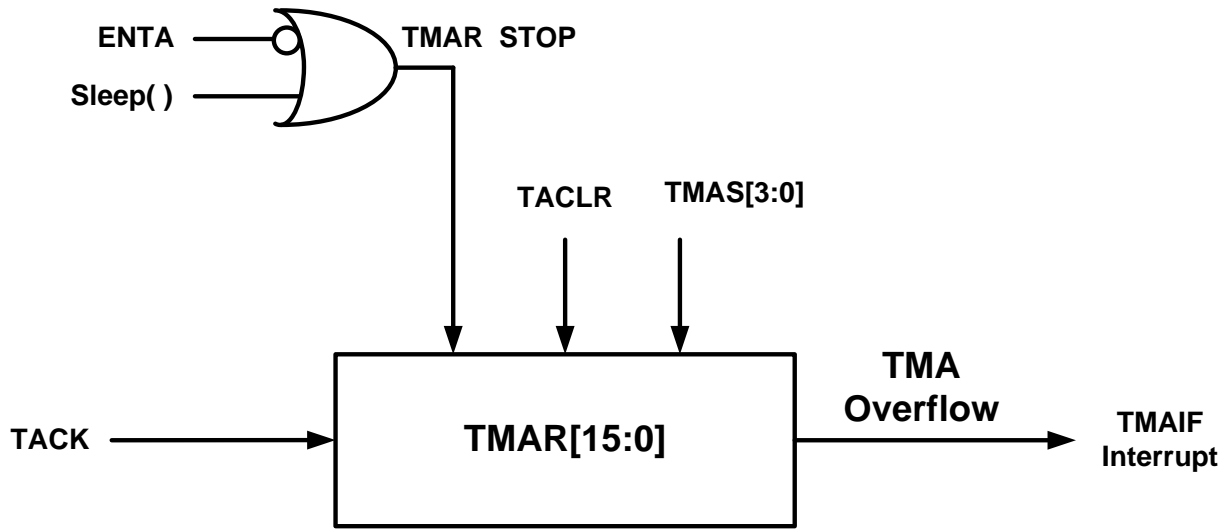 ENTA
TMAR STOP
Sleep( )
TACLR
TMAS[3:0]
TACK
TMAR[15:0]
TMA
Overflow
TMAIF
Interrupt